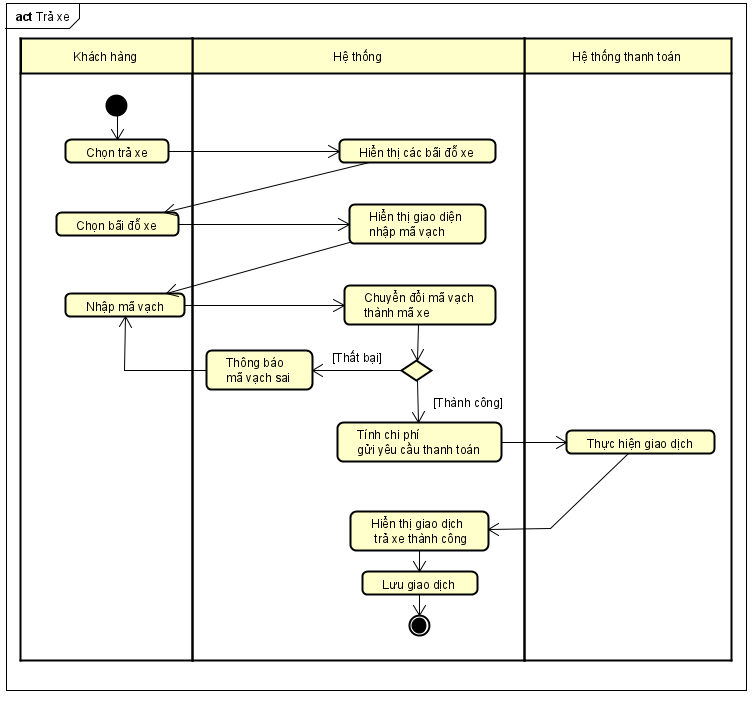 act Trả xe
Khách hàng
Hệ thống
Hệ thống thanh toán
Chọn trả xe
Hiển thị các bãi đỗ xe
Chọn bãi đỗ xe
Hiển thị giao diện
nhập mã vạch
Nhập mã vạch
Chuyển đổi mã vạch
thành mã xe
Thông báo
mã vạch sai
[Thất bại]
[Thành công]
Tính chi phí
gửi yêu cầu thanh toán
Thực hiện giao dịch
Hiển thị giao dịch
trả xe thành công
Lưu giao dịch